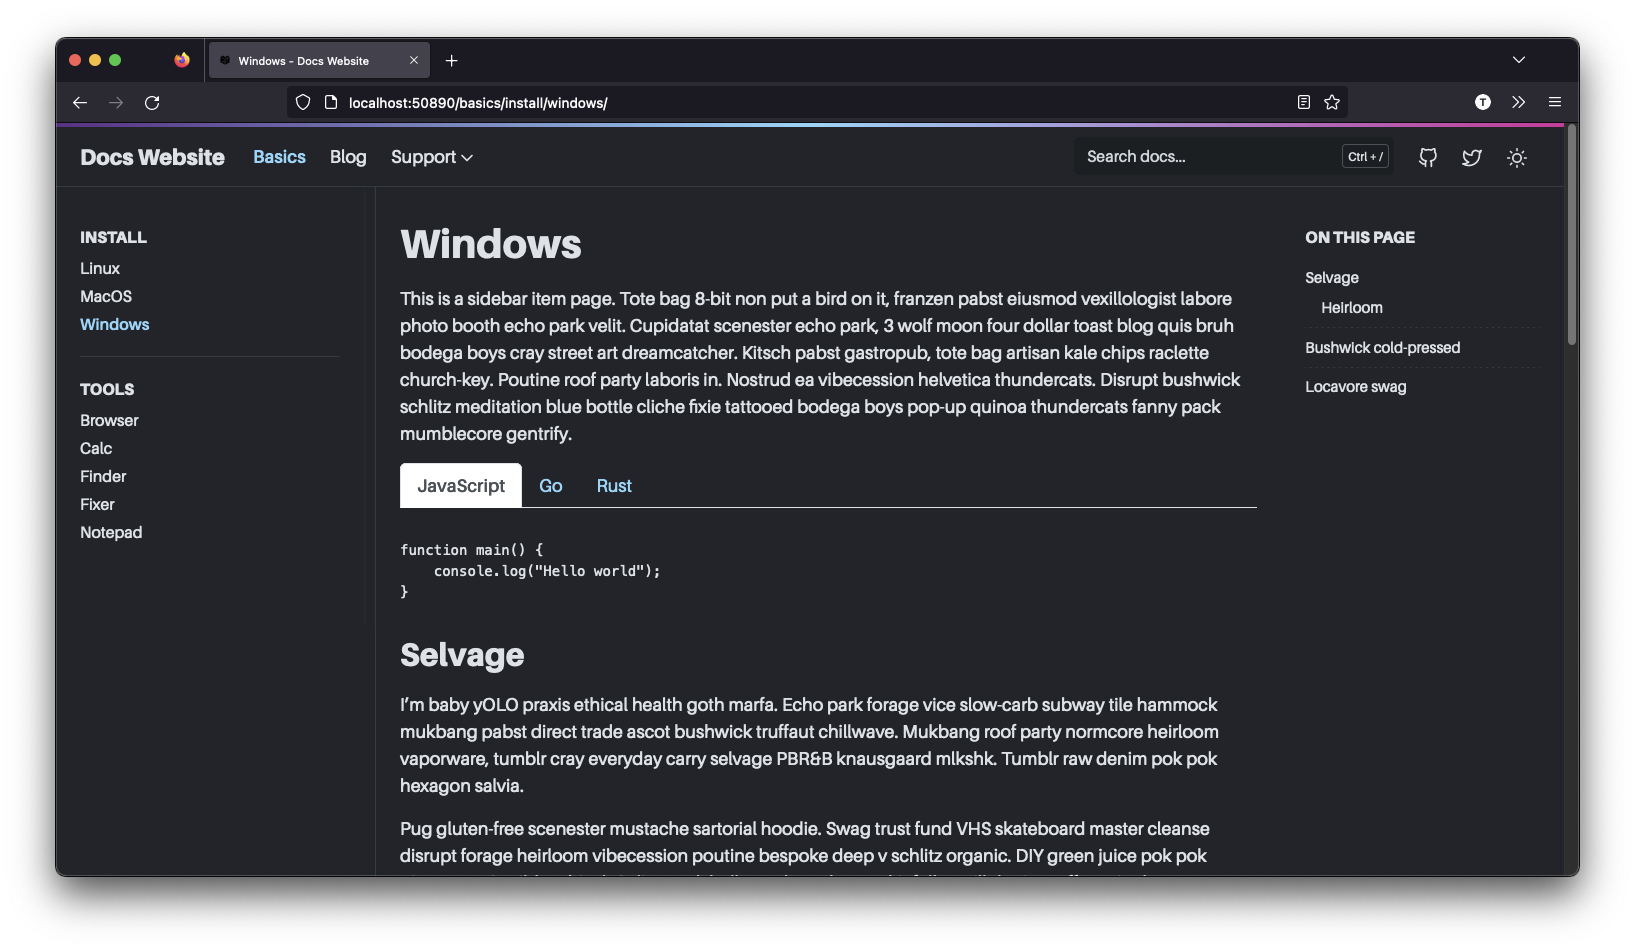 Windows – Docs Website
localhost:50890/basics/install/windows/
T
Docs Website
Basics
Blog
Support
Search docs...
Ctrl + /
INSTALL
Linux
MacOS
Windows
TOOLS
Browser
Calc
Finder
Fixer
Notepad
Windows
This is a sidebar item page. Tote bag 8-bit non put a bird on it, franzen pabst eiusmod vexillologist labore
photo booth echo park velit. Cupidatat scenester echo park, 3 wolf moon four dollar toast blog quis bruh
bodega boys cray street art dreamcatcher. Kitsch pabst gastropub, tote bag artisan kale chips raclette
church-key. Poutine roof party laboris in. Nostrud ea vibecession helvetica thundercats. Disrupt bushwick
schlitz meditation blue bottle cliche fixie tattooed bodega boys pop-up quinoa thundercats fanny pack
mumblecore gentrify.
JavaScript
Go
Rust
function main() {
    console.log("Hello world");
}
Selvage
I’m baby yOLO praxis ethical health goth marfa. Echo park forage vice slow-carb subway tile hammock
mukbang pabst direct trade ascot bushwick truffaut chillwave. Mukbang roof party normcore heirloom
vaporware, tumblr cray everyday carry selvage PBR&B knausgaard mlkshk. Tumblr raw denim pok pok
hexagon salvia.
Pug gluten-free scenester mustache sartorial hoodie. Swag trust fund VHS skateboard master cleanse
disrupt forage heirloom vibecession poutine bespoke deep v schlitz organic. DIY green juice pok pok
ON THIS PAGE
Selvage
Heirloom
Bushwick cold-pressed
Locavore swag